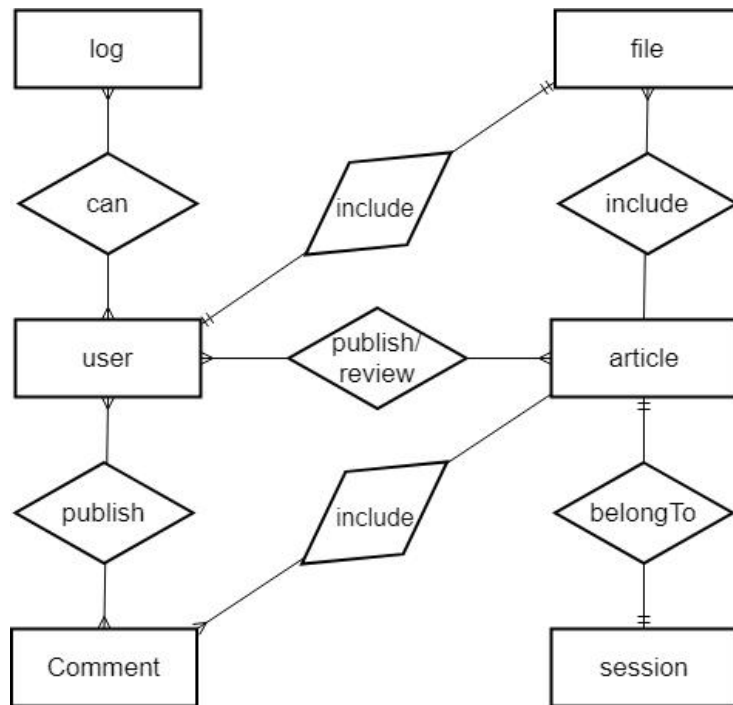 log
file
can
include
include
user
publish/
review
article
publish
include
belongTo
Comment
session